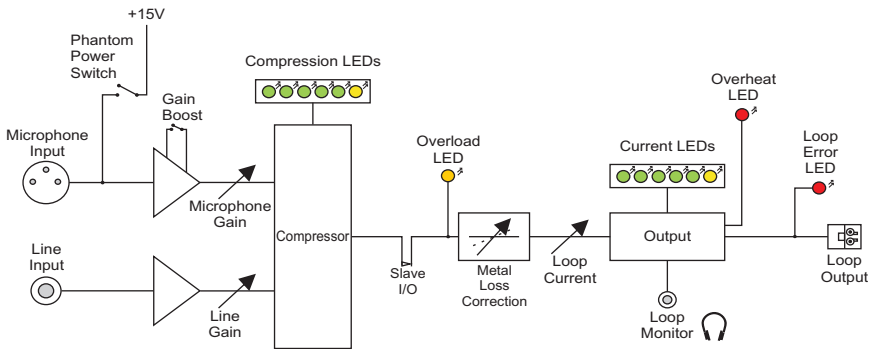 +15V
Phantom
Power
Switch
Compression LEDs
Gain
Boost
Microphone
Input
Microphone
Gain
Line
Input
Line
Gain
Compressor
Slave
I/O
Overload
LED
Metal
Loss
Correction
Loop
Current
Current LEDs
Output
Overheat
LED
Loop
Error
LED
Loop
Output
Loop
Monitor